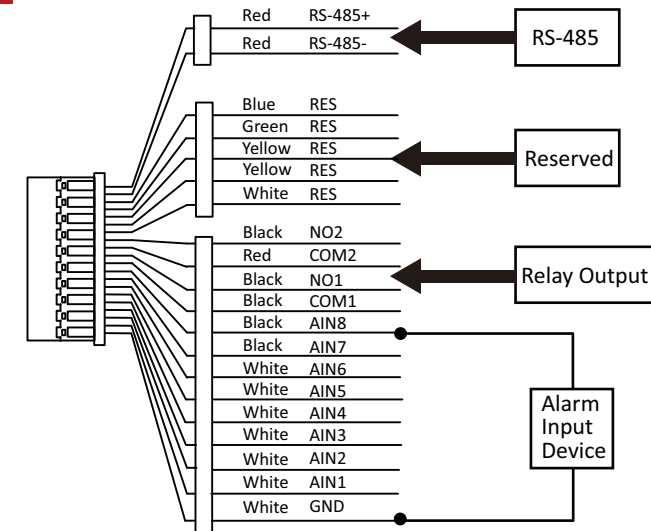 Red RS-485+
Red RS-485-
RS-485
Blue RES
Green RES
Yellow RES
Yellow RES
White RES
Reserved
Black NO2
Red COM2
Black NO1
Black COM1
Relay Output
Black AIN8
Black AIN7
White AIN6
White AIN5
White AIN4
White AIN3
White AIN2
White AIN1
White GND
Alarm
Input
Device